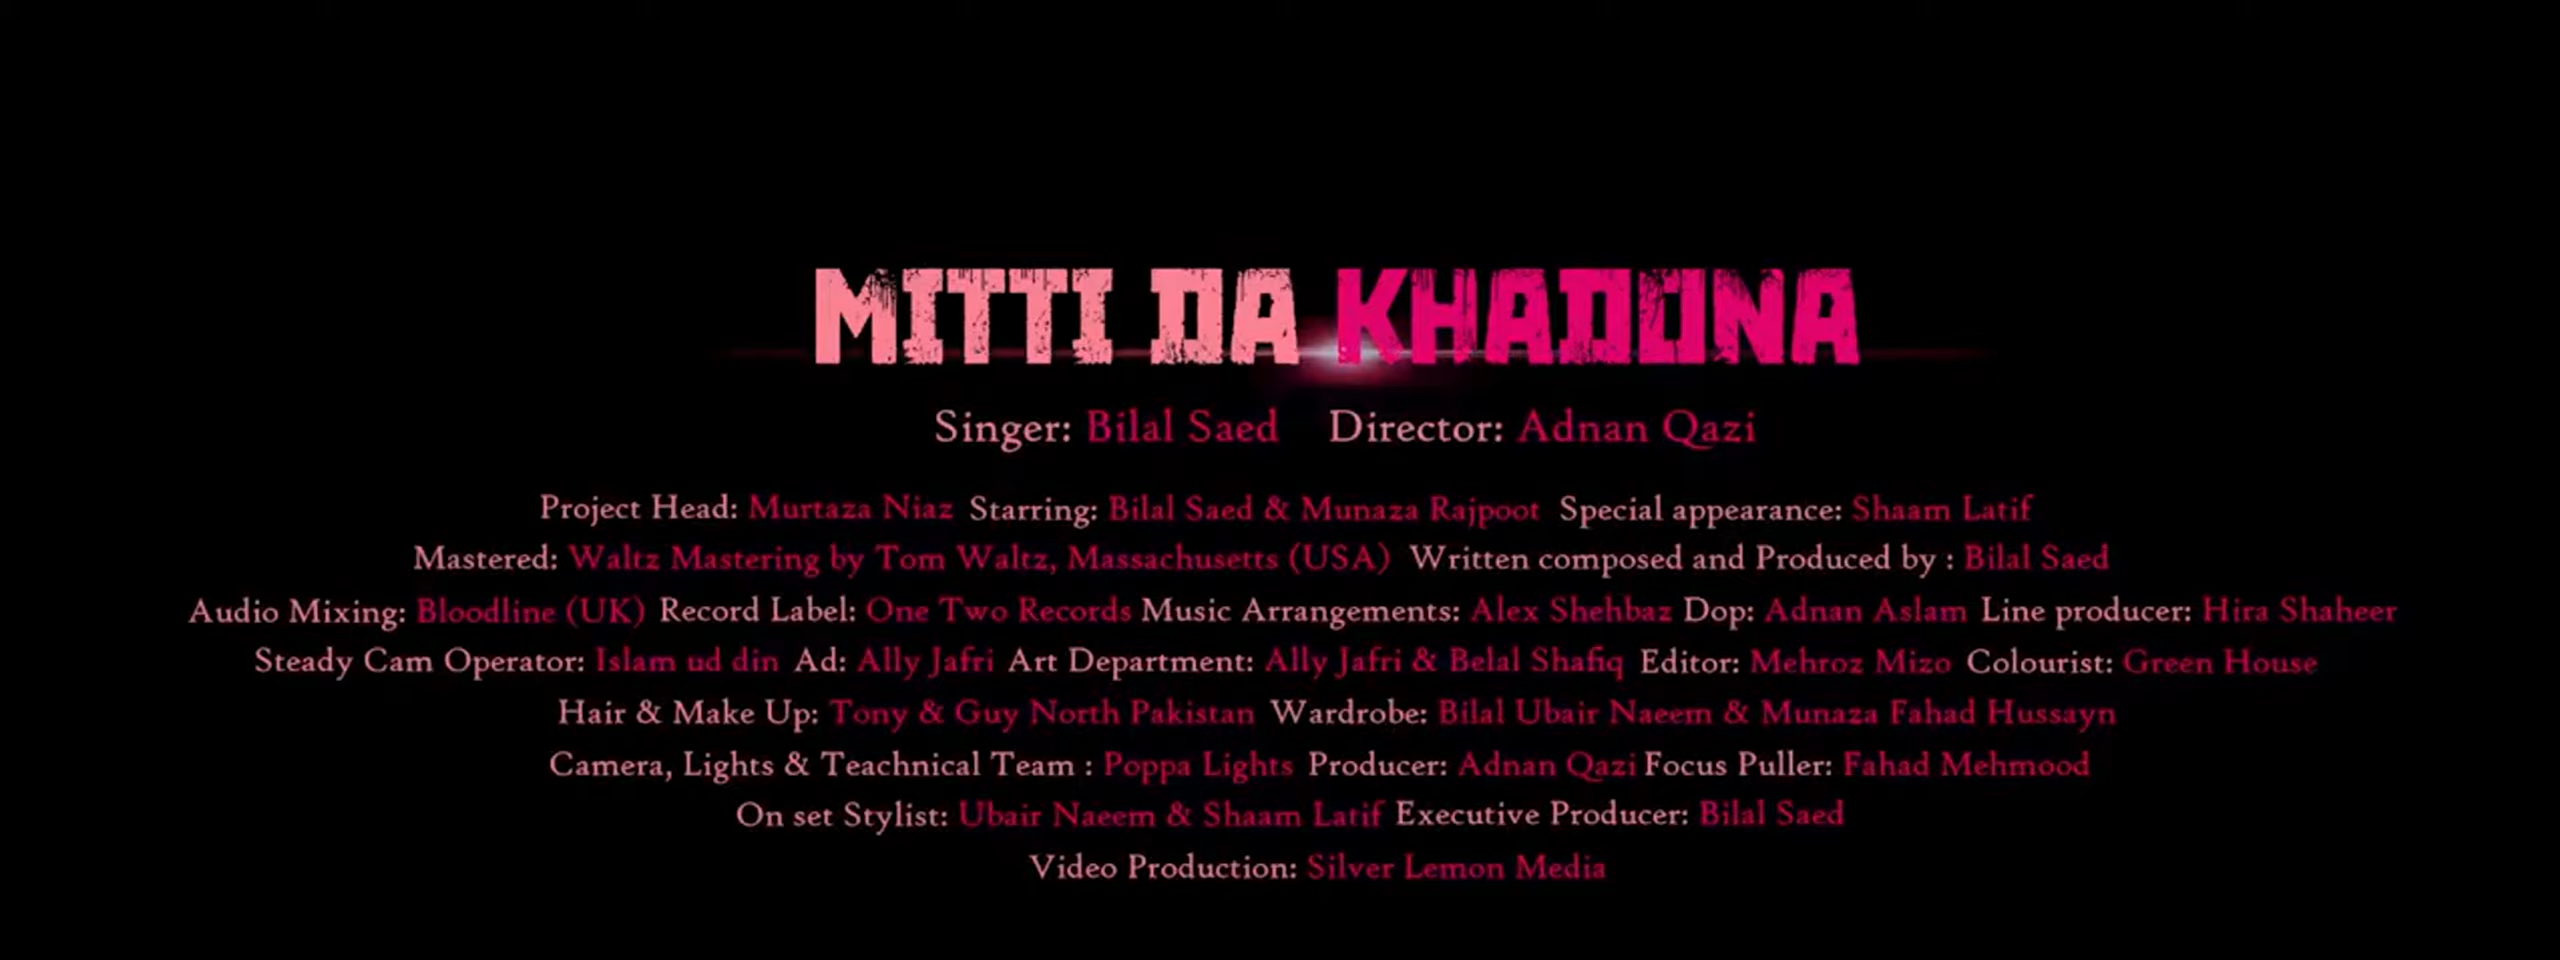 MITTI DA KHADONA
Singer: Bilal Saed Director: Adnan Qazi
Project Head: Murtaza Niaz Starring: Bilal Saed & Munaza Rajpoot Special appearance: Shaam Latif
Mastered: Waltz Mastering by Tom Waltz, Massachusetts (USA) Written composed and Produced by : Bilal Saed
Audio Mixing: Bloodline (UK) Record Label: One Two Records Music Arrangements: Alex Shehbaz Dop: Adnan Aslam Line producer: Hira Shaheer
Steady Cam Operator: Islam ud din Ad: Ally Jafri Art Department: Ally Jafri & Belal Shafiq Editor: Mehroz Mizo Colourist: Green House
Hair & Make Up: Tony & Guy North Pakistan Wardrobe: Bilal Ubair Naeem & Munaza Fahad Hussayn
Camera, Lights & Teachnical Team : Poppa Lights Producer: Adnan Qazi Focus Puller: Fahad Mehmood
On set Stylist: Ubair Naeem & Shaam Latif Executive Producer: Bilal Saed
Video Production: Silver Lemon Media